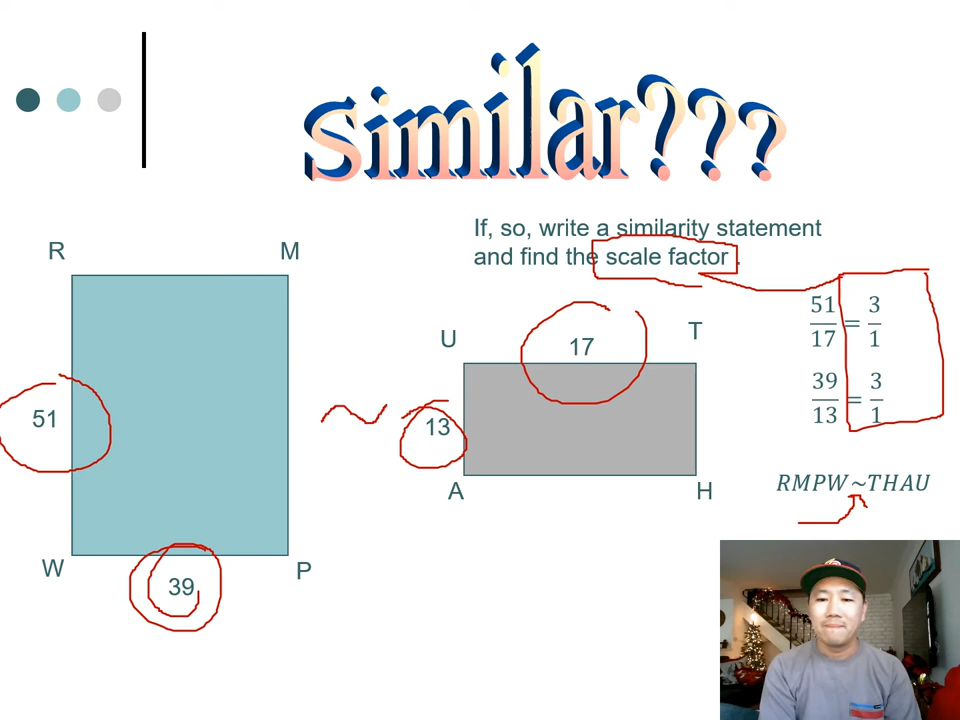 similar???
If, so, write a similarity statement
and find the scale factor .
R
M
51
W
39
P
~
U
17
T
13
A
H
51/17 = 3/1
39/13 = 3/1
RMPW~THAU